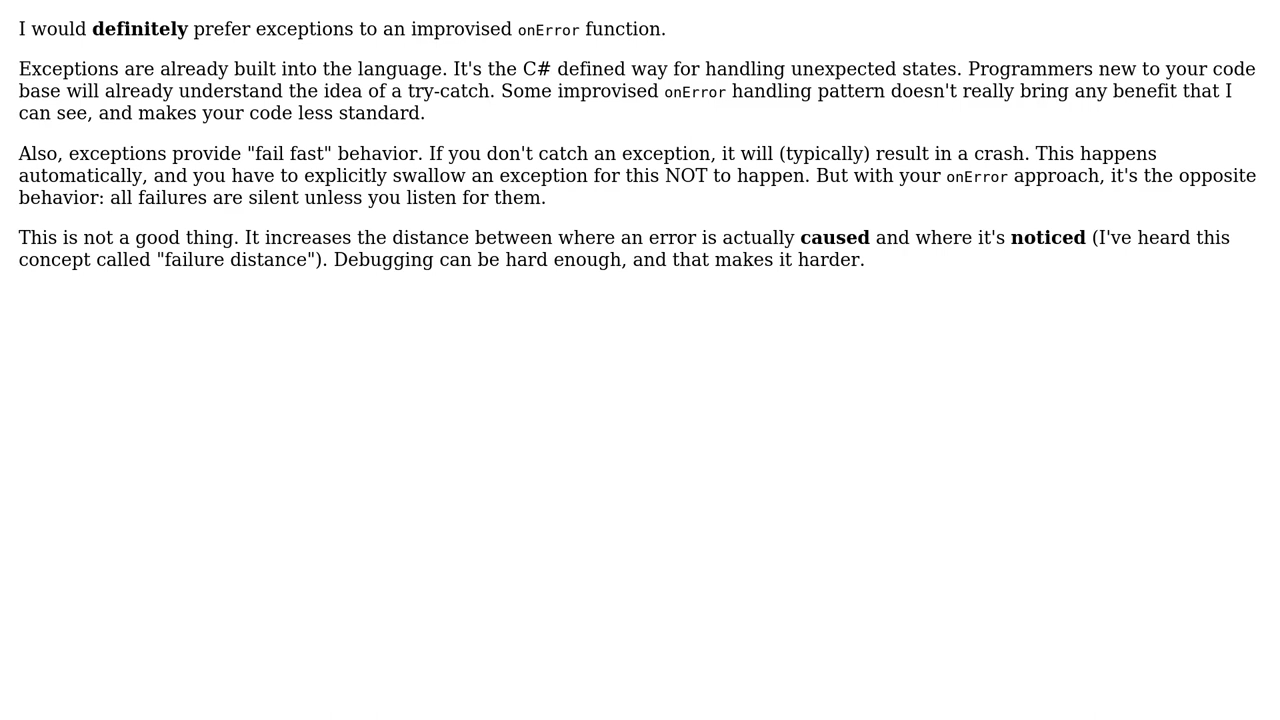 I would definitely prefer exceptions to an improvised onError function.
Exceptions are already built into the language. It's the C# defined way for handling unexpected states. Programmers new to your code
base will already understand the idea of a try-catch. Some improvised onError handling pattern doesn't really bring any benefit that I
can see, and makes your code less standard.
Also, exceptions provide "fail fast" behavior. If you don't catch an exception, it will (typically) result in a crash. This happens
automatically, and you have to explicitly swallow an exception for this NOT to happen. But with your onError approach, it's the opposite
behavior: all failures are silent unless you listen for them.
This is not a good thing. It increases the distance between where an error is actually caused and where it's noticed (I've heard this
concept called "failure distance"). Debugging can be hard enough, and that makes it harder.